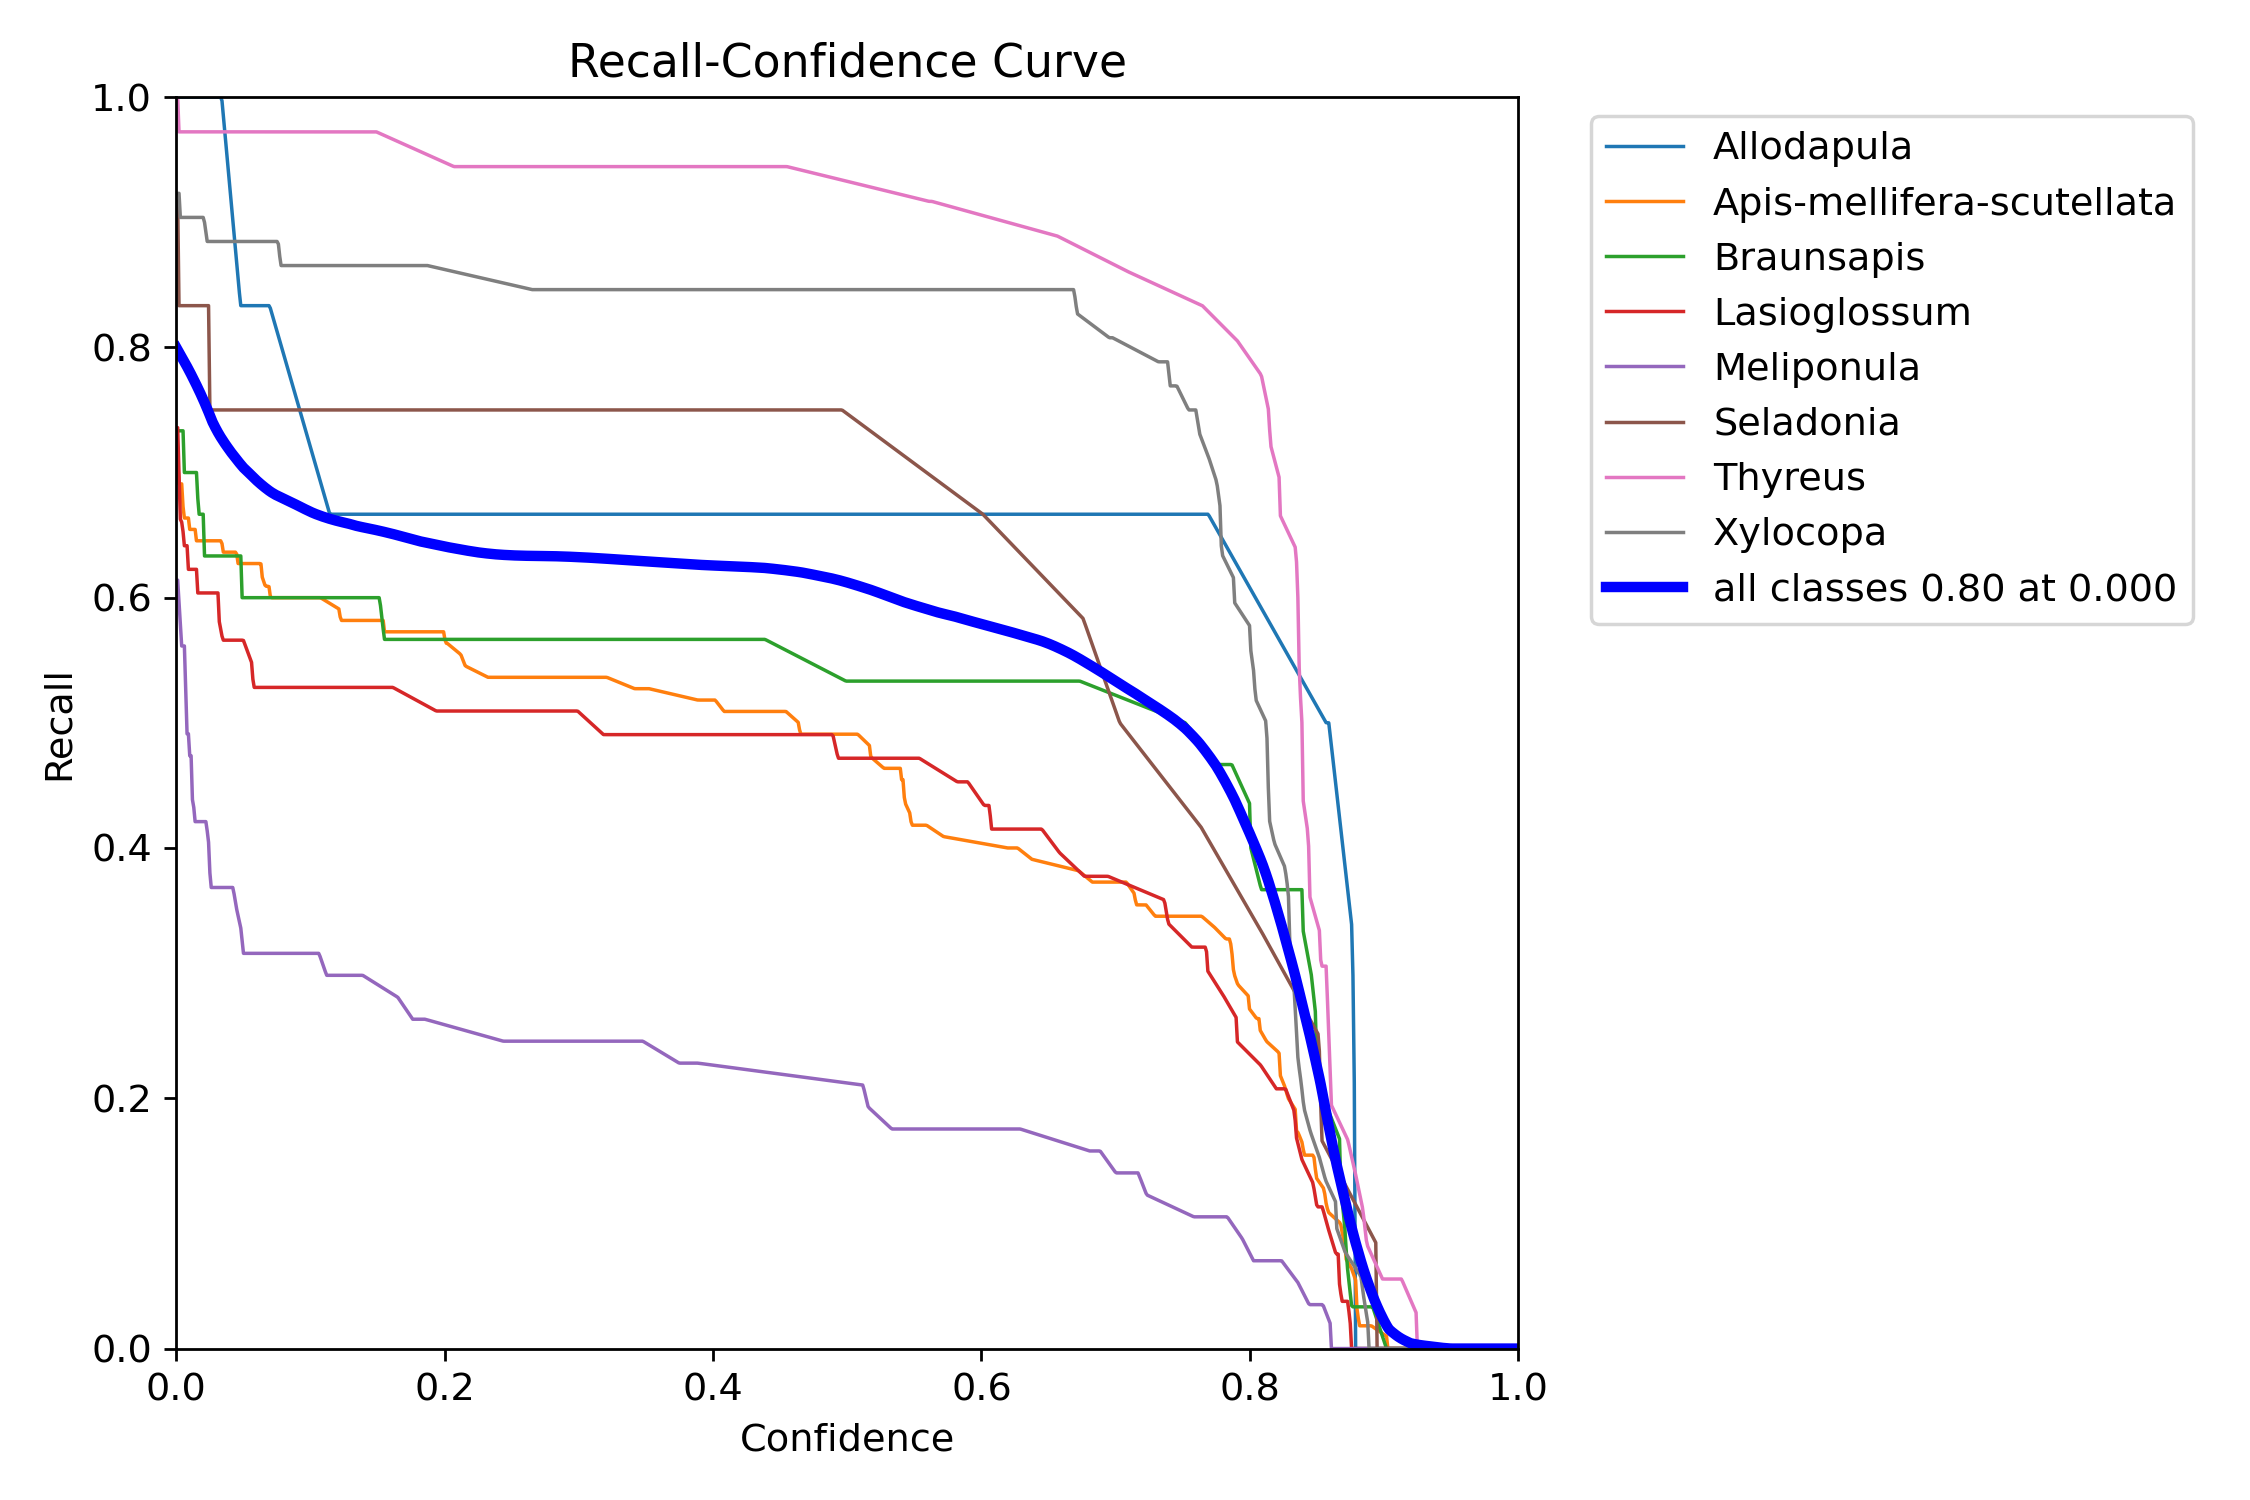 Recall-Confidence Curve
1.0
0.8
0.6
0.4
0.2
0.0
Recall
0.0 0.2 0.4 0.6 0.8 1.0
Confidence
Allodapula
Apis-mellifera-scutellata
Braunsapis
Lasioglossum
Meliponula
Seladonia
Thyreus
Xylocopa
all classes 0.80 at 0.000